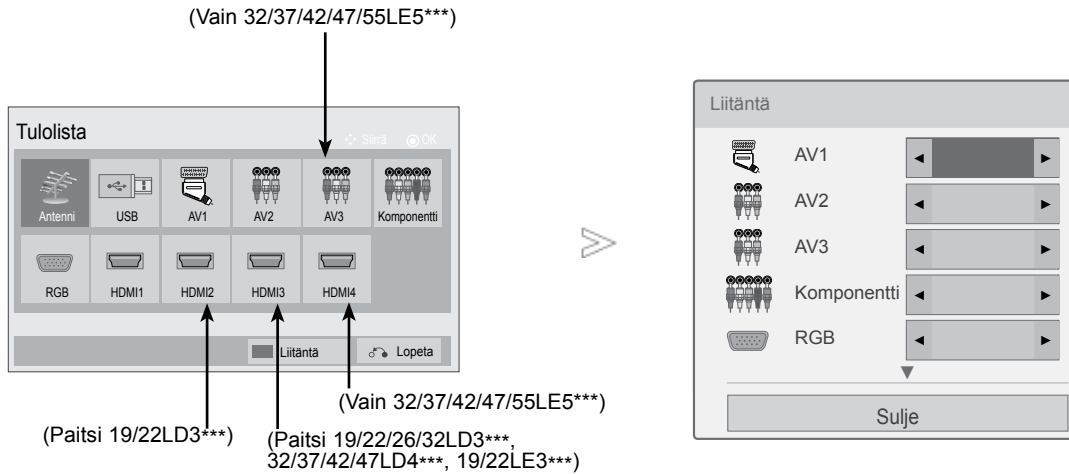 (Vain 32/37/42/47/55LE5***)
Tulolista
Siirrä OK
Antenni USB AV1 AV2 AV3 Komponentti
RGB HDMI1 HDMI2 HDMI3 HDMI4
Liitäntä Lopeta
(Vain 32/37/42/47/55LE5***)
(Paitsi 19/22LD3***)
(Paitsi 19/22/26/32LD3***,
32/37/42/47LD4***, 19/22LE3***)
Liitäntä
AV1
AV2
AV3
Komponentti
RGB
Sulje